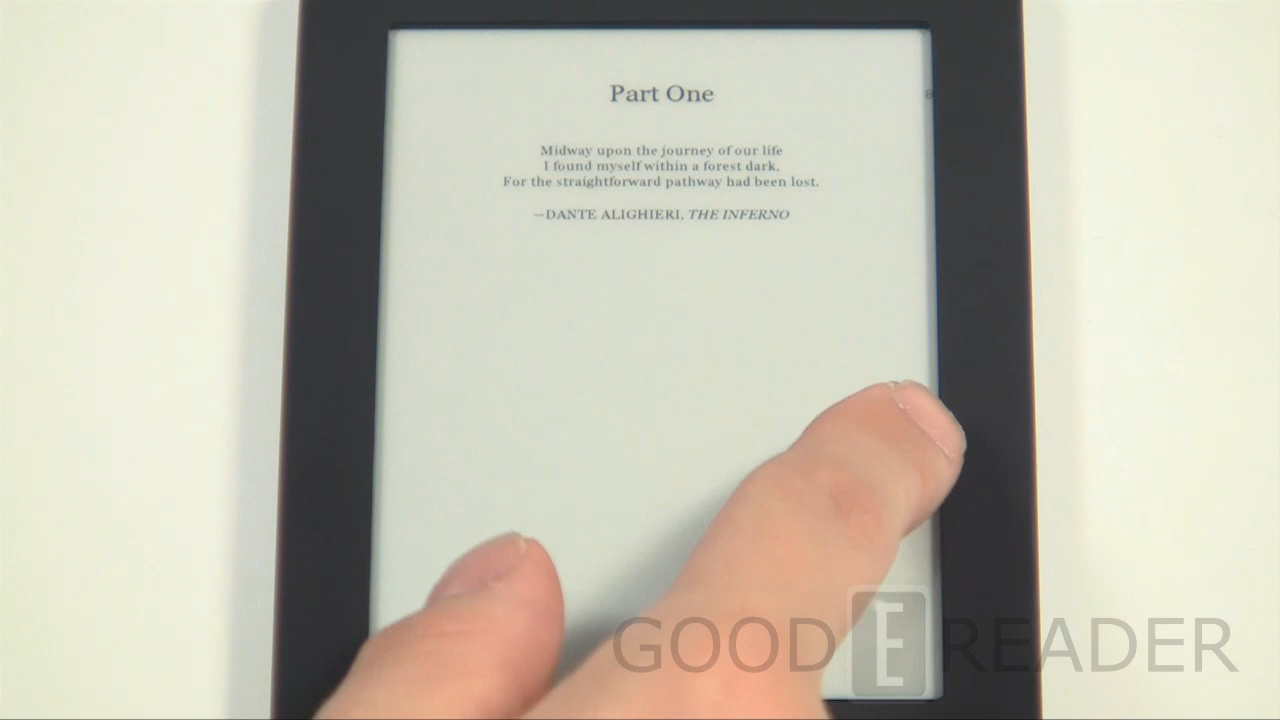 Part One
Midway upon the journey of our life
I found myself within a forest dark,
For the straightforward pathway had been lost.
—DANTE ALIGHIERI, THE INFERNO
GOOD E READER